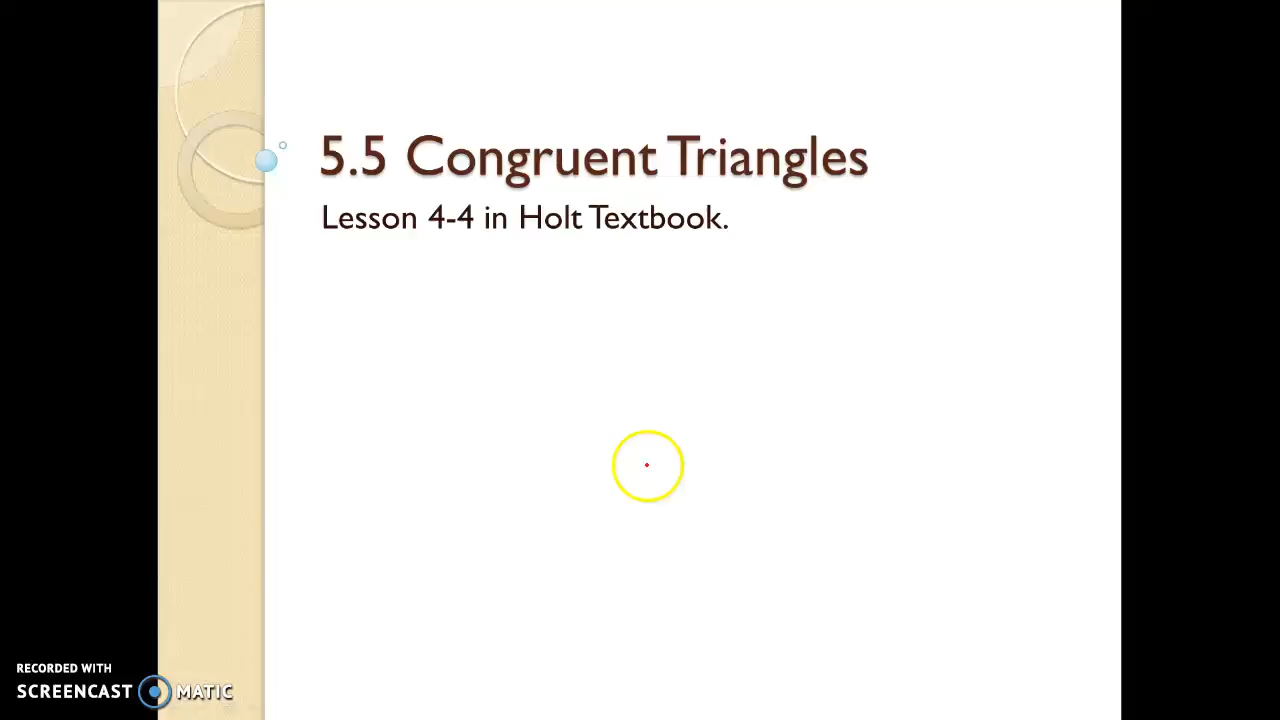 5.5 Congruent Triangles
Lesson 4-4 in Holt Textbook.
RECORDED WITH
SCREENCAST MATIC